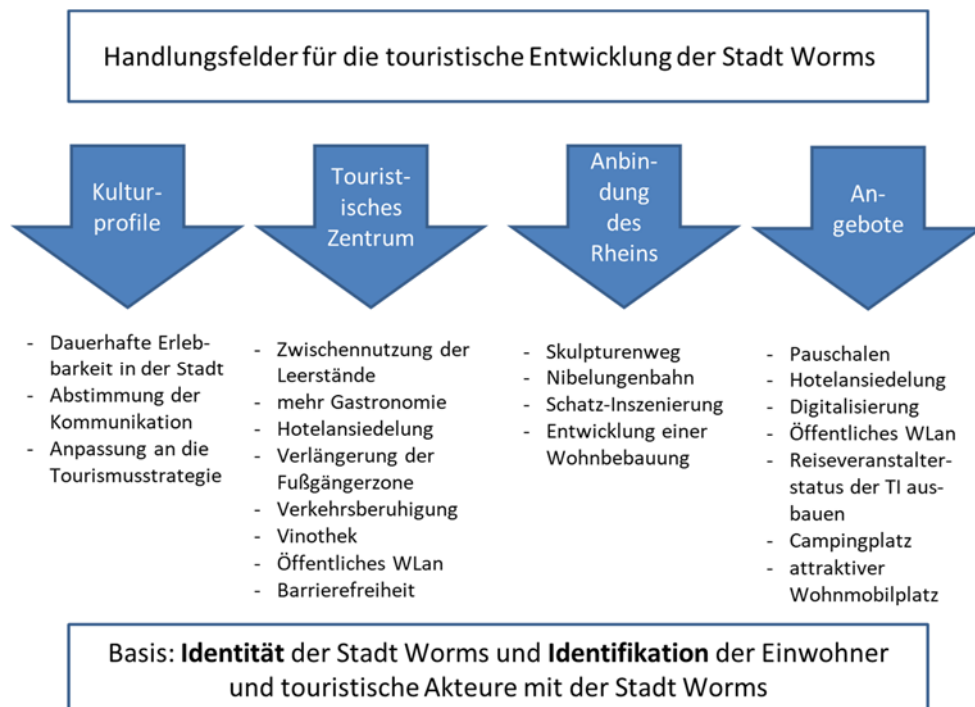 Handlungsfelder für die touristische Entwicklung der Stadt Worms
Kultur-
profile
Tourist-
isches
Zentrum
Anbin-
dung
des
Rheins
An-
gebote
- Dauerhafte Erleb-
barkeit in der Stadt
- Abstimmung der
Kommunikation
- Anpassung an die
Tourismusstrategie
- Zwischennutzung der
Leerstände
- mehr Gastronomie
- Hotelansiedelung
- Verlängerung der
Fußgängerzone
- Verkehrsberuhigung
- Vinothek
- Öffentliches WLan
- Barrierefreiheit
- Skulpturenweg
- Nibelungenbahn
- Schatz-Inszenierung
- Entwicklung einer
Wohnbebauung
- Pauschalen
- Hotelansiedelung
- Digitalisierung
- Öffentliches WLan
- Reiseveranstalter-
status der TI aus-
bauen
- Campingplatz
- attraktiver
Wohnmobilplatz
Basis: Identität der Stadt Worms und Identifikation der Einwohner
und touristische Akteure mit der Stadt Worms